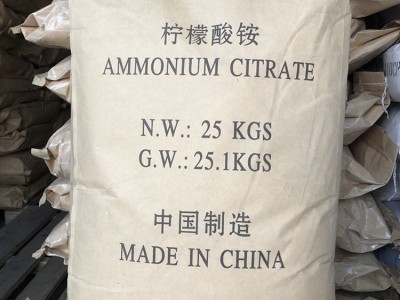 柠檬酸铵
AMMONIUM CITRATE
N.W.: 25 KGS
G.W.: 25.1KGS
中国制造
MADE IN CHINA